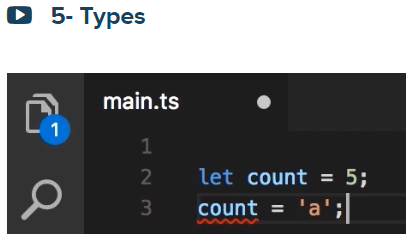 5- Types
main.ts
1
1
2 let count = 5;
3 count = 'a';